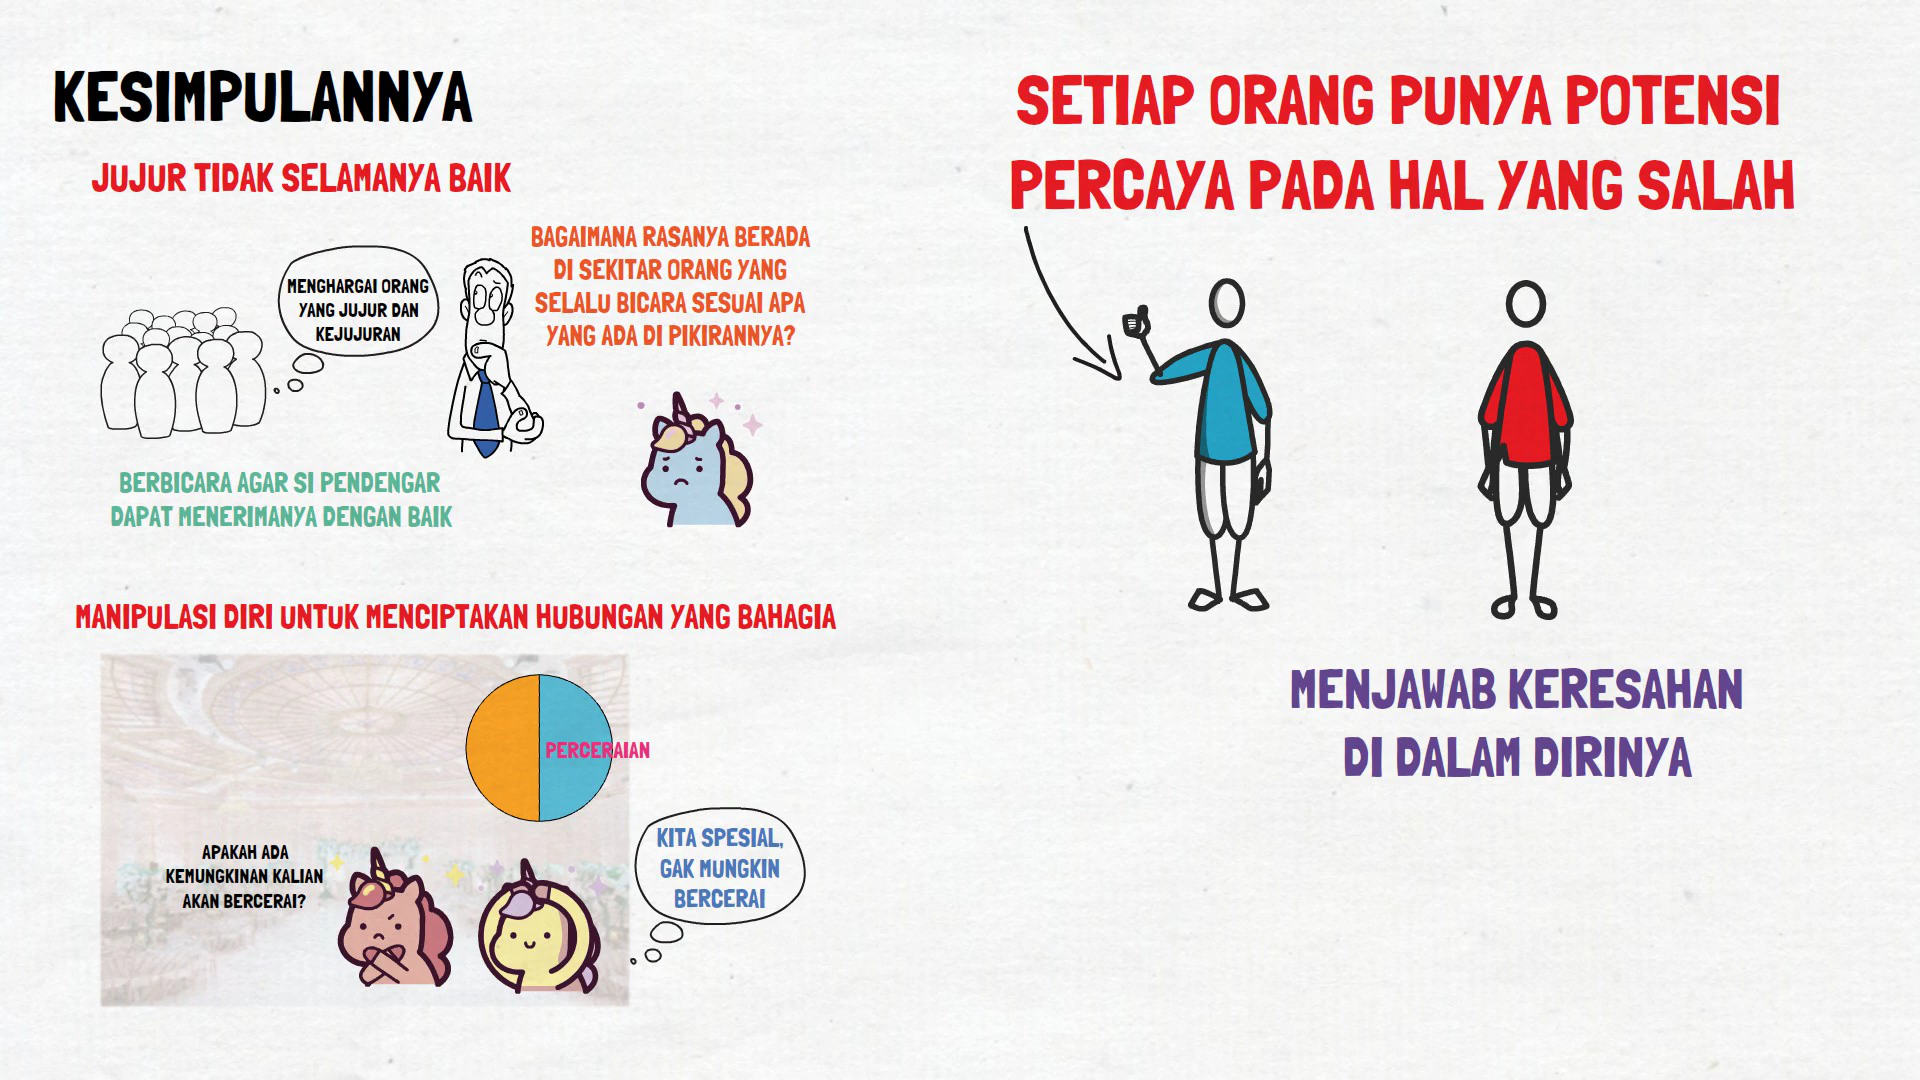 KESIMPULANNYA
JUJUR TIDAK SELAMANYA BAIK
MENGHARGAI ORANG
YANG JUJUR DAN
KEJUJURAN
BAGAIMANA RASANYA BERADA
DI SEKITAR ORANG YANG
SELALU BICARA SESUAI APA
YANG ADA DI PIKIRANNYA?
BERBICARA AGAR SI PENDENGAR
DAPAT MENERIMANYA DENGAN BAIK
MANIPULASI DIRI UNTUK MENCIPTAKAN HUBUNGAN YANG BAHAGIA
PERCERAIAN
APAKAH ADA
KEMUNGKINAN KALIAN
AKAN BERCERAI?
KITA SPESIAL,
GAK MUNGKIN
BERCERAI
SETIAP ORANG PUNYA POTENSI
PERCAYA PADA HAL YANG SALAH
MENJAWAB KERESAHAN
DI DALAM DIRINYA